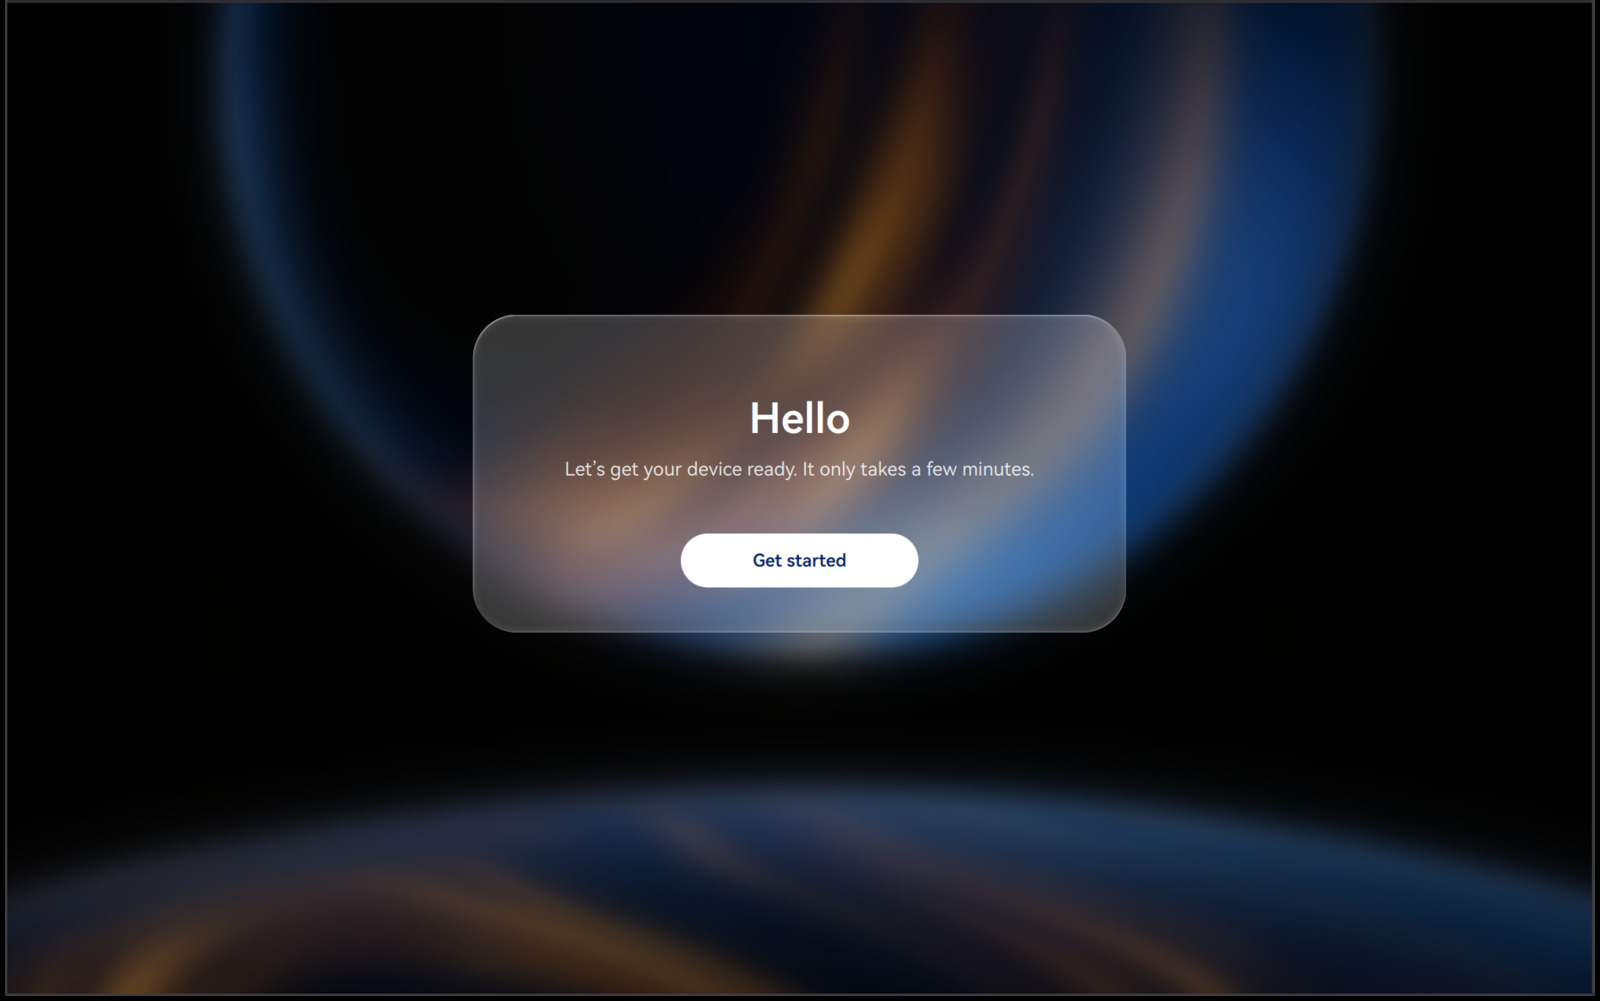 Hello
Let’s get your device ready. It only takes a few minutes.
Get started